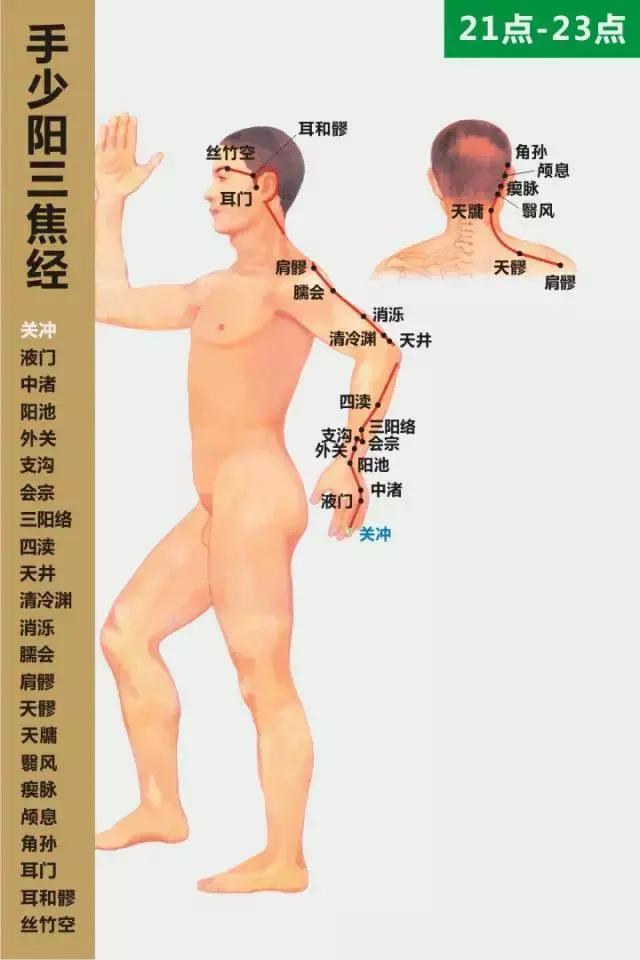 21点-23点
手少阳三焦经
关冲
液门
中渚
阳池
外关
支沟
会宗
三阳络
四渎
天井
清冷渊
消泺
臑会
肩髎
天髎
天牖
翳风
瘈脉
颅息
角孙
耳门
耳和髎
丝竹空
耳和髎
丝竹空
耳门
肩髎
臑会
消泺
清冷渊
天井
四渎
三阳络
支沟
会宗
外关
阳池
中渚
液门
关冲
角孙
颅息
瘈脉
翳风
天牖
天髎
肩髎